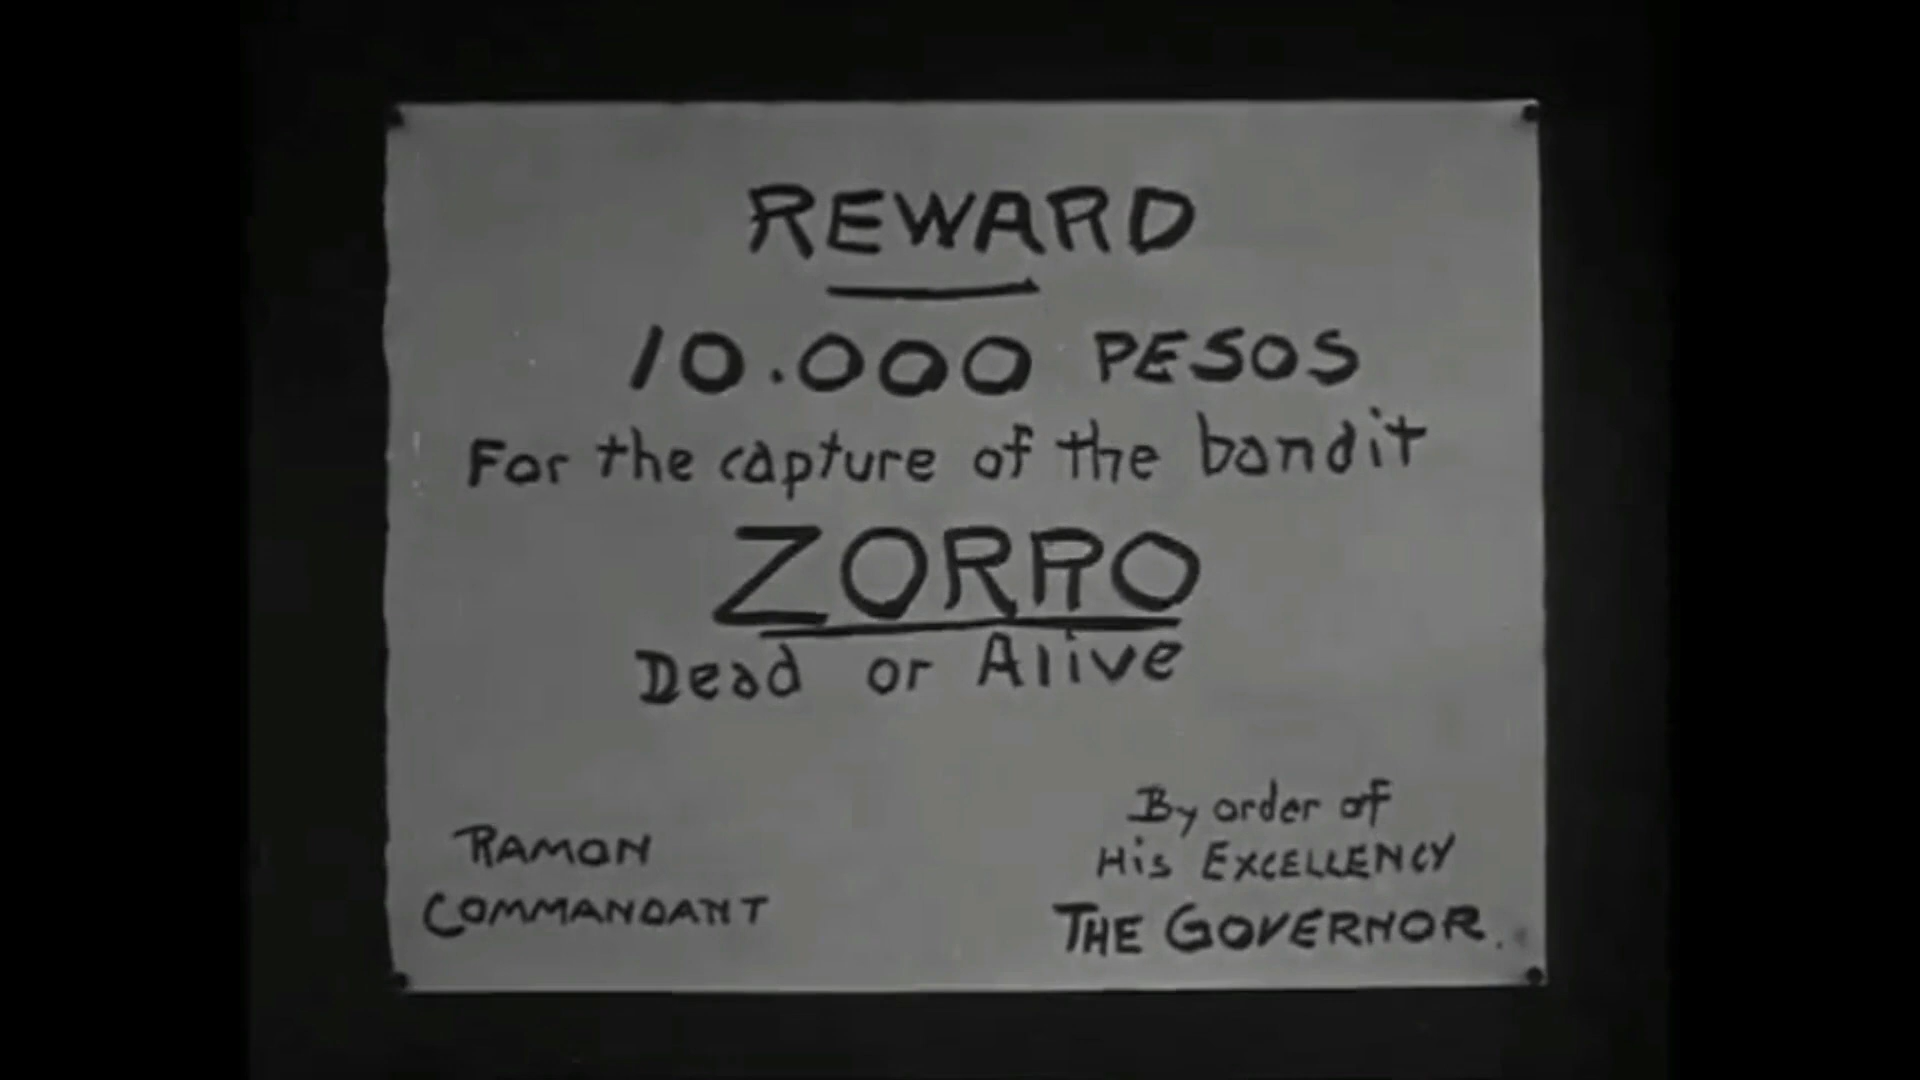 REWARD
10.000 PESOS
For the capture of the bandit
ZORRO
Dead or Alive
RAMON
COMMANDANT
By order of
His EXCELLENCY
THE GOVERNOR.